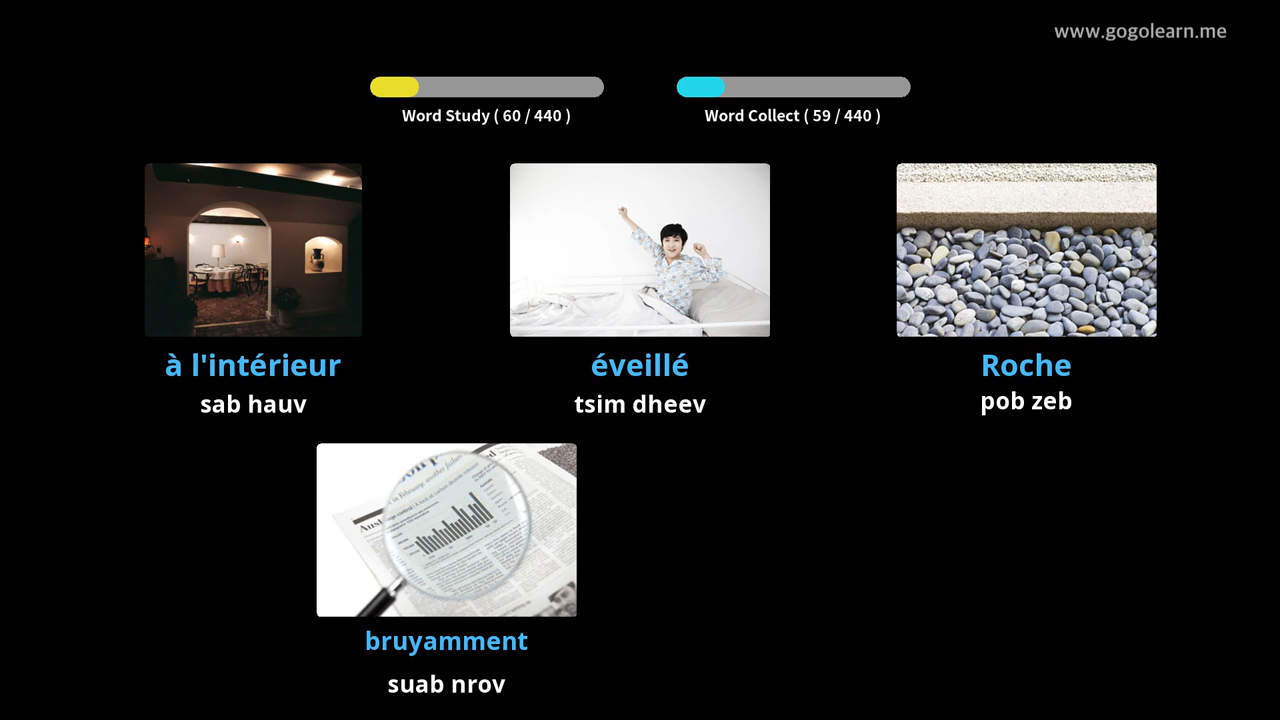 www.gogolearn.me
Word Study ( 60 / 440 )
Word Collect ( 59 / 440 )
à l'intérieur
sab hauv
éveillé
tsim dheev
Roche
pob zeb
bruyamment
suab nrov